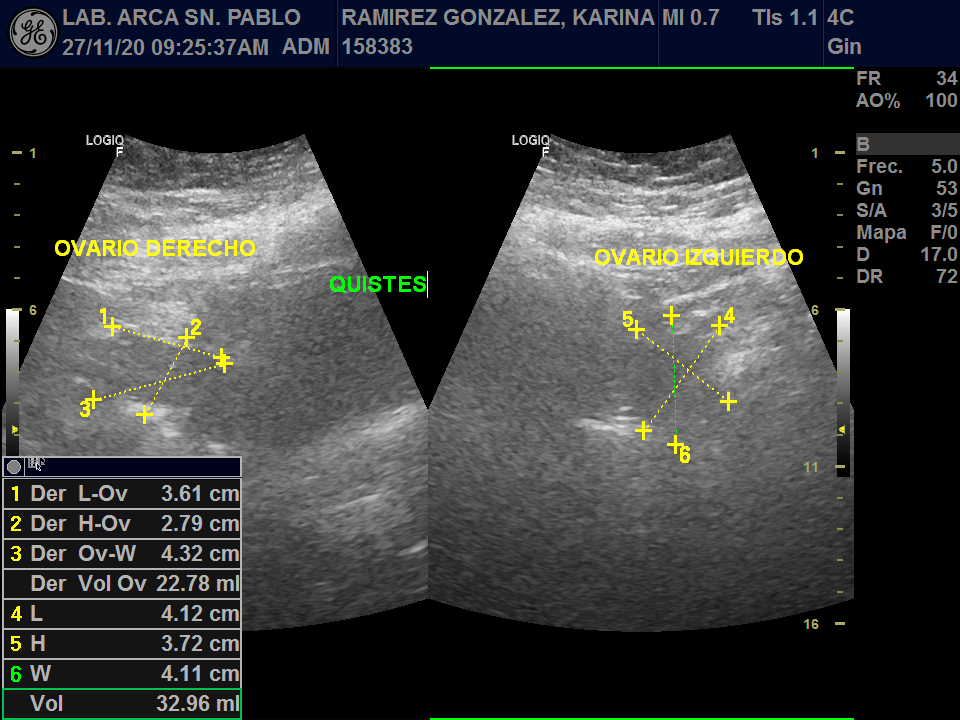 LAB. ARCA SN. PABLO
27/11/20 09:25:37AM ADM
RAMIREZ GONZALEZ, KARINA
158383
MI 0.7 TIs 1.1
4C
Gin
FR 34
AO% 100
B
Frec. 5.0
Gn 53
S/A 3/5
Mapa F/0
D 17.0
DR 72
LOGIQ
F
1
6
OVARIO DERECHO
QUISTES
1
2
3
LOGIQ
F
1
6
11
16
OVARIO IZQUIERDO
5
4
6
1 Der L-Ov 3.61 cm
2 Der H-Ov 2.79 cm
3 Der Ov-W 4.32 cm
Der Vol Ov 22.78 ml
4 L 4.12 cm
5 H 3.72 cm
6 W 4.11 cm
Vol 32.96 ml